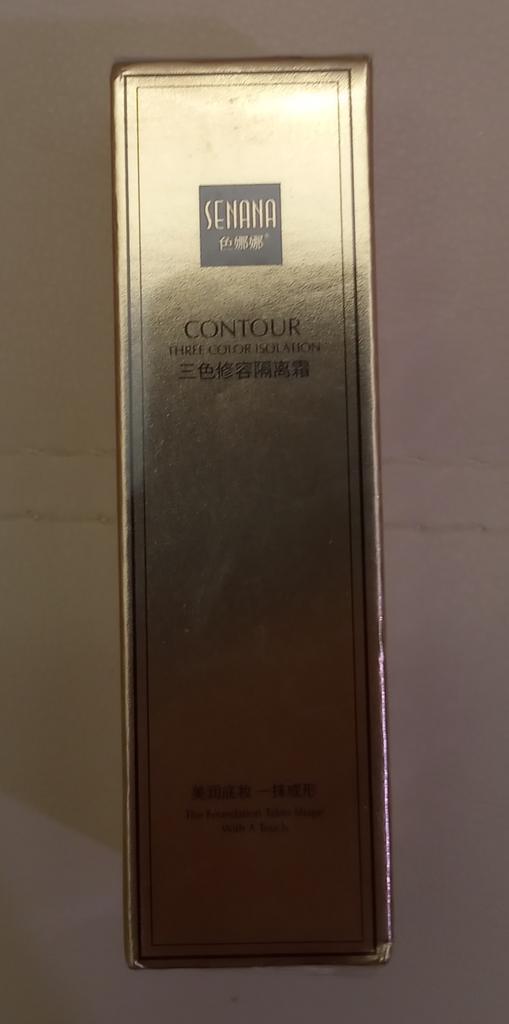 SENANA
色娜娜®
CONTOUR
THREE COLOR ISOLATION
三色修容隔离霜
美润底妆 一抹成形
The Foundation Takes Shape
With A Touch